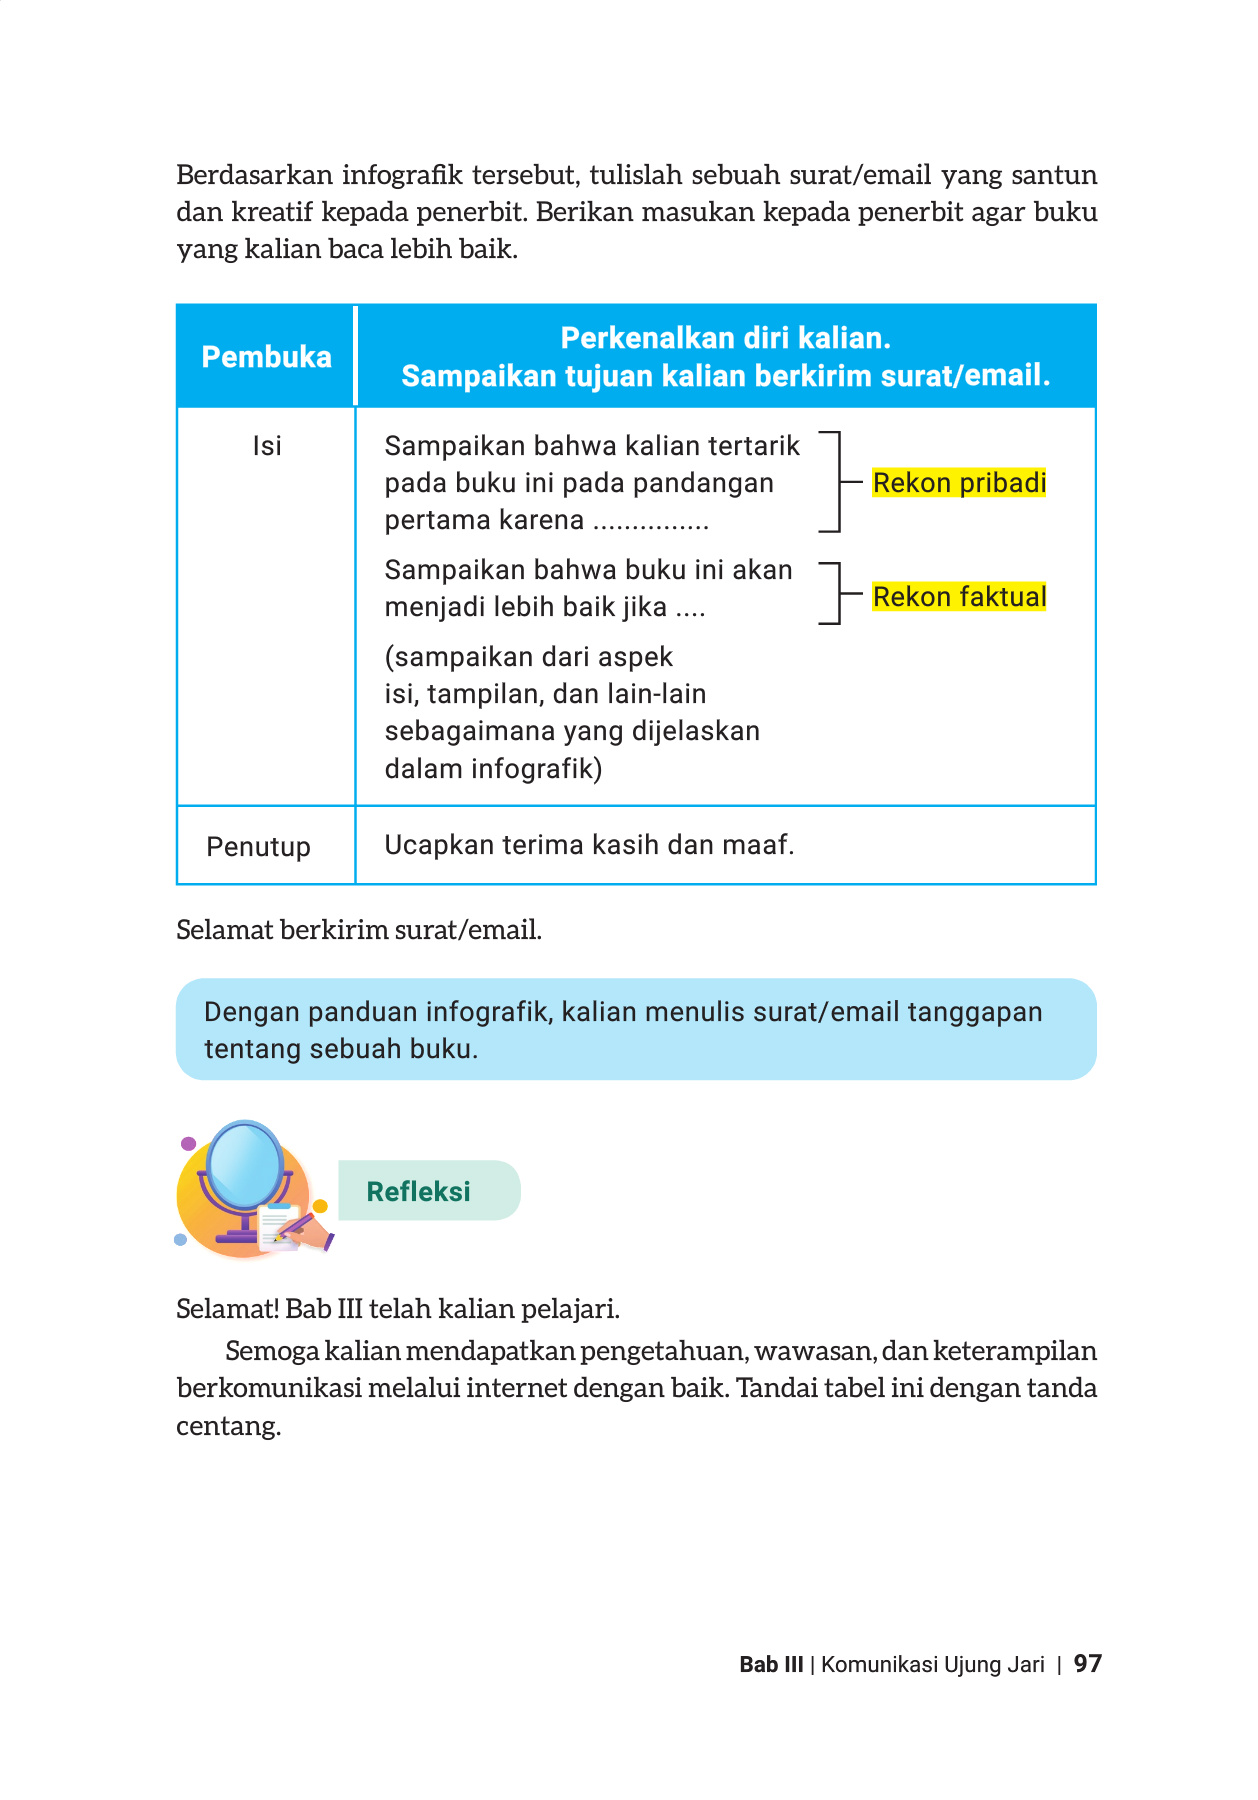 Berdasarkan infografik tersebut, tulislah sebuah surat/email yang santun
dan kreatif kepada penerbit. Berikan masukan kepada penerbit agar buku
yang kalian baca lebih baik.
Pembuka
Perkenalkan diri kalian.
Sampaikan tujuan kalian berkirim surat/email.
Isi
Sampaikan bahwa kalian tertarik
pada buku ini pada pandangan
pertama karena ...............
Rekon pribadi
Sampaikan bahwa buku ini akan
menjadi lebih baik jika ....
Rekon faktual
(sampaikan dari aspek
isi, tampilan, dan lain-lain
sebagaimana yang dijelaskan
dalam infografik)
Penutup
Ucapkan terima kasih dan maaf.
Selamat berkirim surat/email.
Dengan panduan infografik, kalian menulis surat/email tanggapan
tentang sebuah buku.
Refleksi
Selamat! Bab III telah kalian pelajari.
Semoga kalian mendapatkan pengetahuan, wawasan, dan keterampilan
berkomunikasi melalui internet dengan baik. Tandai tabel ini dengan tanda
centang.
Bab III | Komunikasi Ujung Jari | 97